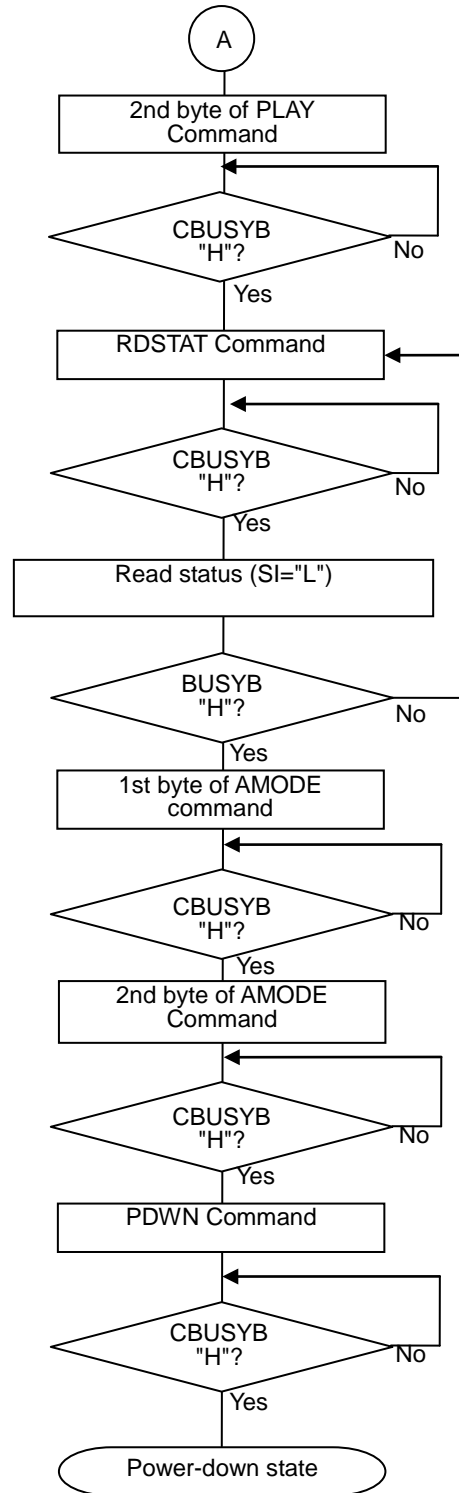 A
2nd byte of PLAY
Command
CBUSYB
"H"?
No
Yes
RDSTAT Command
CBUSYB
"H"?
No
Yes
Read status (SI="L")
BUSYB
"H"?
No
Yes
1st byte of AMODE
command
CBUSYB
"H"?
No
Yes
2nd byte of AMODE
Command
CBUSYB
"H"?
No
Yes
PDWN Command
CBUSYB
"H"?
No
Yes
Power-down state